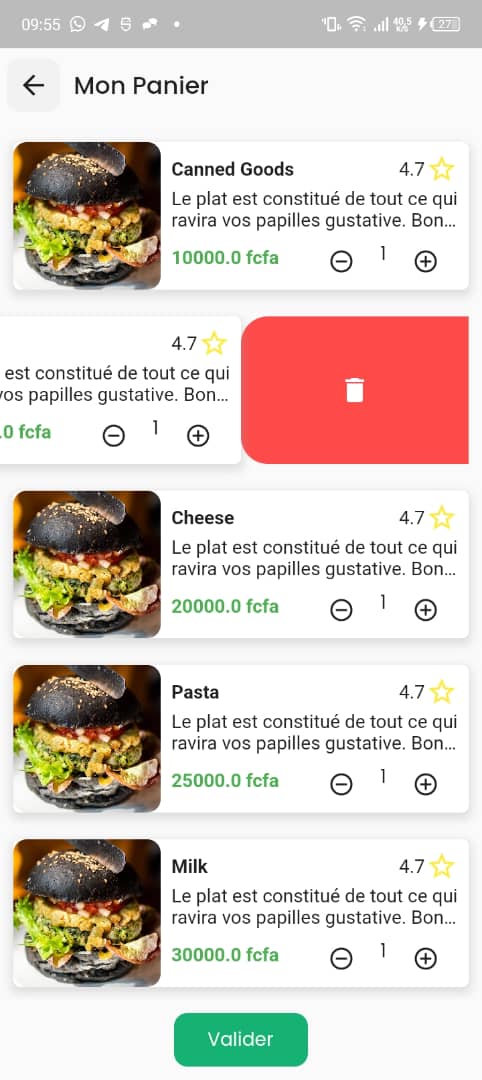 09:55
40,5
K/S
27
Mon Panier
Canned Goods
4.7
Le plat est constitué de tout ce qui
ravira vos papilles gustative. Bon...
10000.0 fcfa
1
4.7
est constitué de tout ce qui
vos papilles gustative. Bon...
.0 fcfa
1
Cheese
4.7
Le plat est constitué de tout ce qui
ravira vos papilles gustative. Bon...
20000.0 fcfa
1
Pasta
4.7
Le plat est constitué de tout ce qui
ravira vos papilles gustative. Bon...
25000.0 fcfa
1
Milk
4.7
Le plat est constitué de tout ce qui
ravira vos papilles gustative. Bon...
30000.0 fcfa
1
Valider